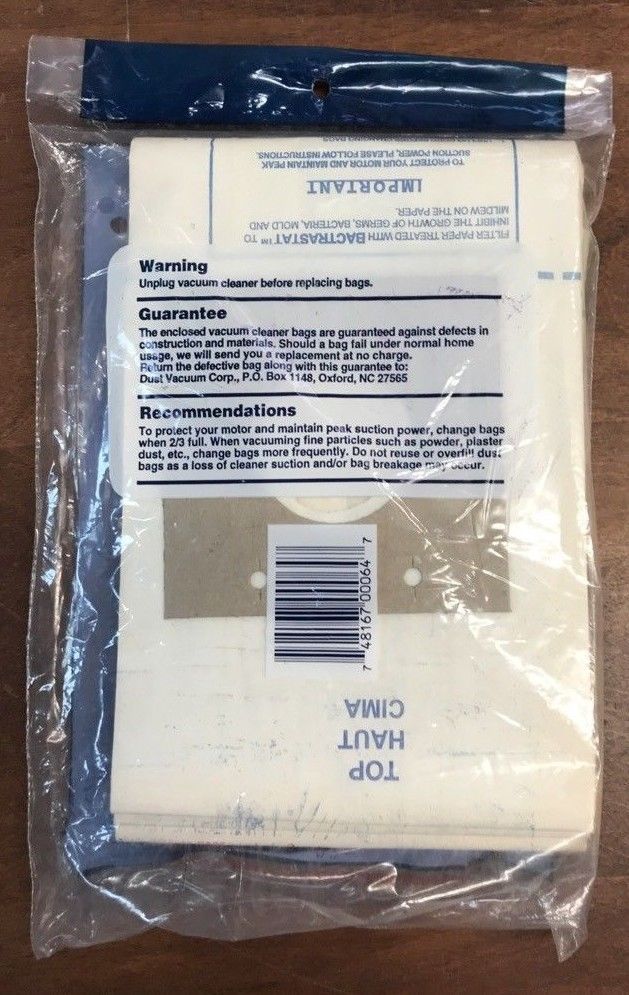 TO PROTECT YOUR MOTOR AND MAINTAIN PEAK
SUCTION POWER, PLEASE FOLLOW INSTRUCTIONS.
IMPORTANT
FILTER PAPER TREATED WITH BACTRASTAT™ TO
INHIBIT THE GROWTH OF GERMS, BACTERIA, MOLD AND
MILDEW ON THE PAPER.
Warning
Unplug vacuum cleaner before replacing bags.
Guarantee
The enclosed vacuum cleaner bags are guaranteed against defects in
construction and materials. Should a bag fail under normal home
usage, we will send you a replacement at no charge.
Return the defective bag along with this guarantee to:
Dust Vacuum Corp., P.O. Box 1148, Oxford, NC 27565
Recommendations
To protect your motor and maintain peak suction power, change bags
when 2/3 full. When vacuuming fine particles such as powder, plaster
dust, etc., change bags more frequently. Do not reuse or overfill dust
bags as a loss of cleaner suction and/or bag breakage may occur.
7 48167 00064 7
TOP
HAUT
CIMA